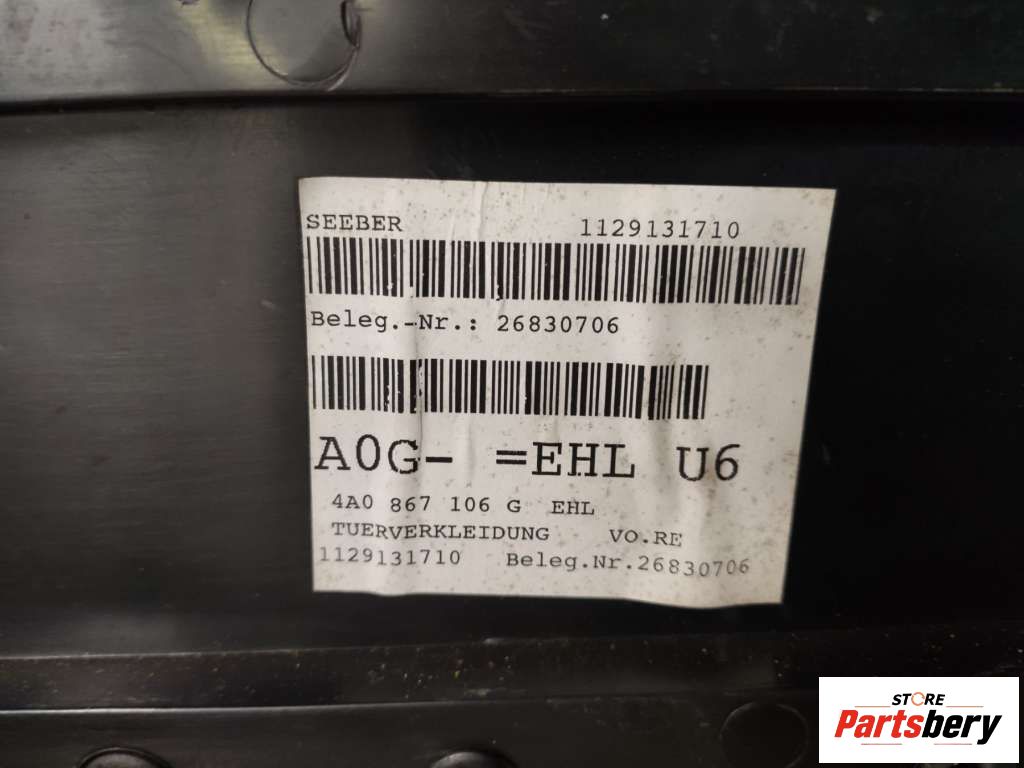 SEEBER 1129131710
Beleg.-Nr.: 26830706
A0G- =EHL U6
4A0 867 106 G EHL
TUERVERKLEIDUNG VO.RE
1129131710 Beleg.Nr.26830706
STORE
Partsbery